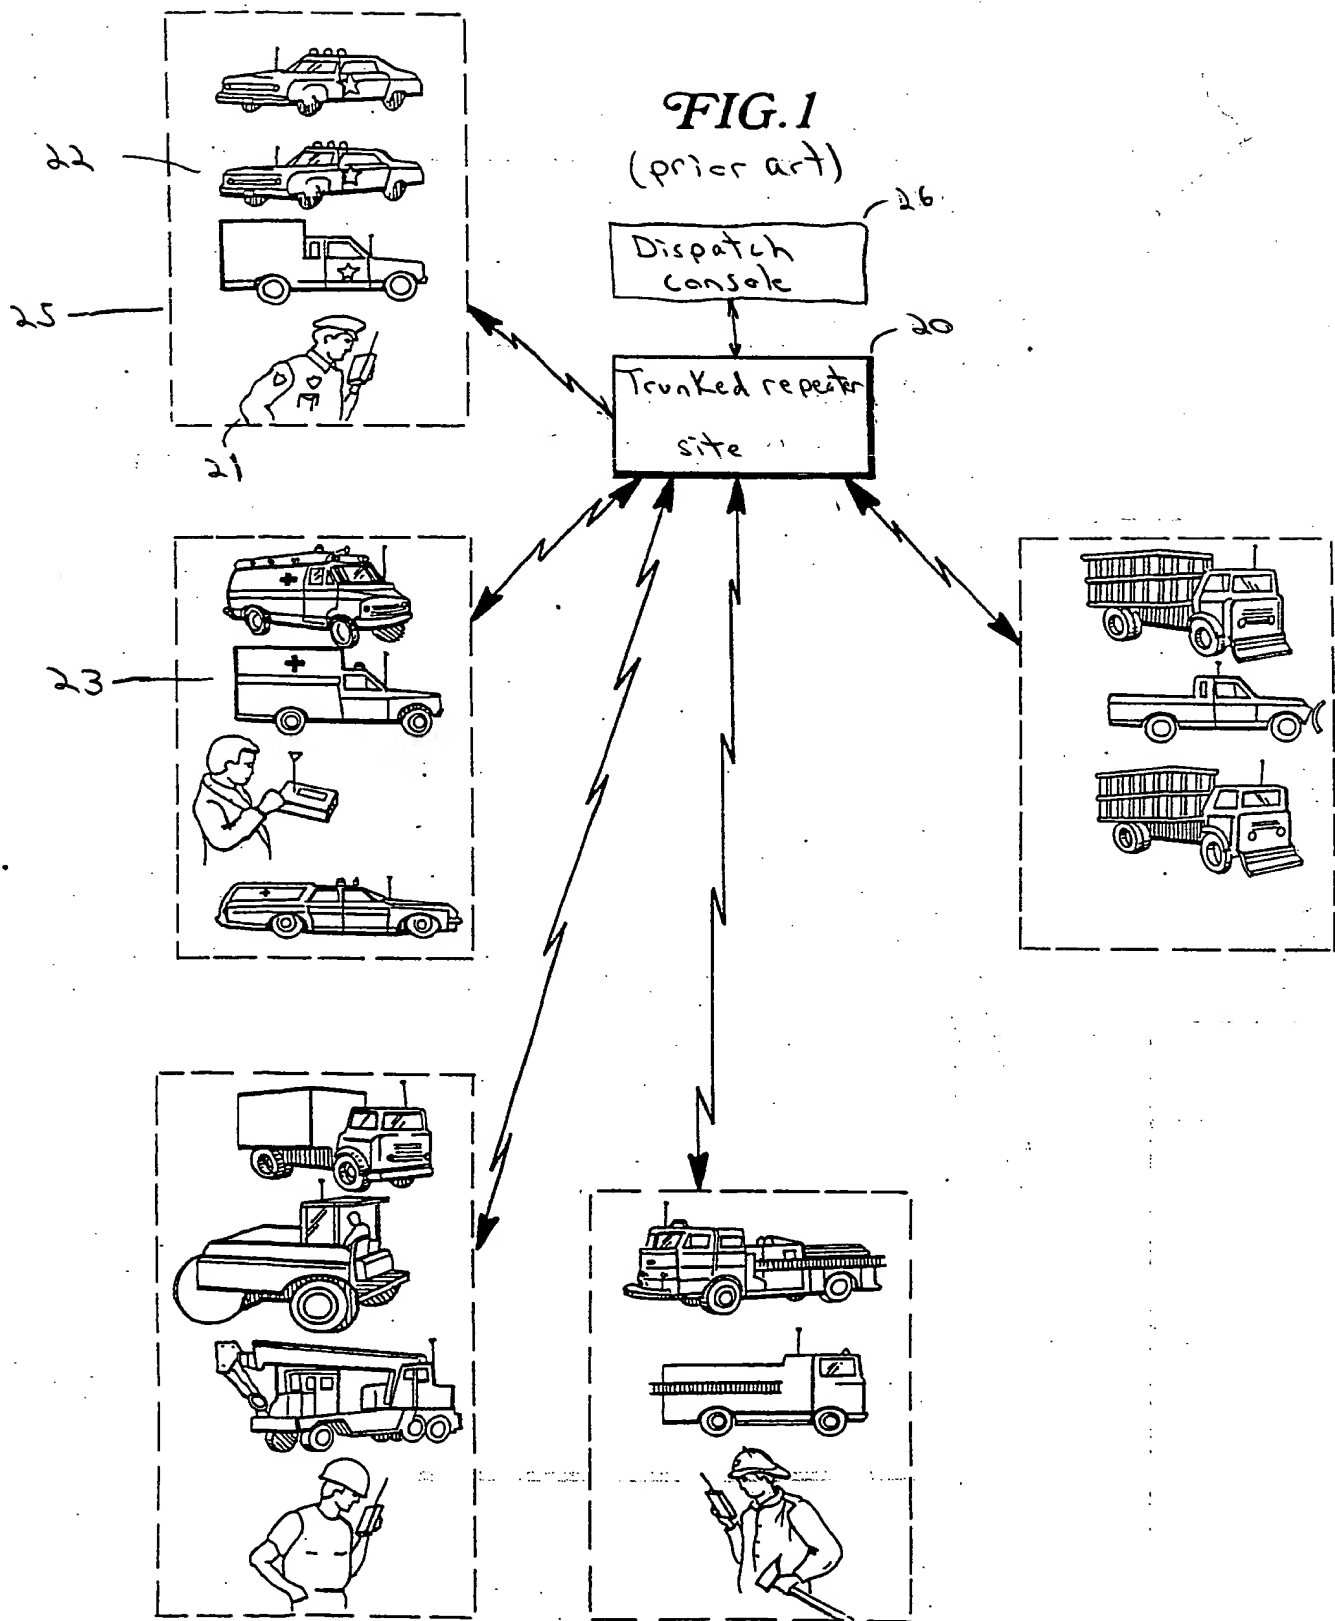 FIG.1
(prior art)
22
26
Dispatch
console
25
20
Trunked repeater
site
21
23